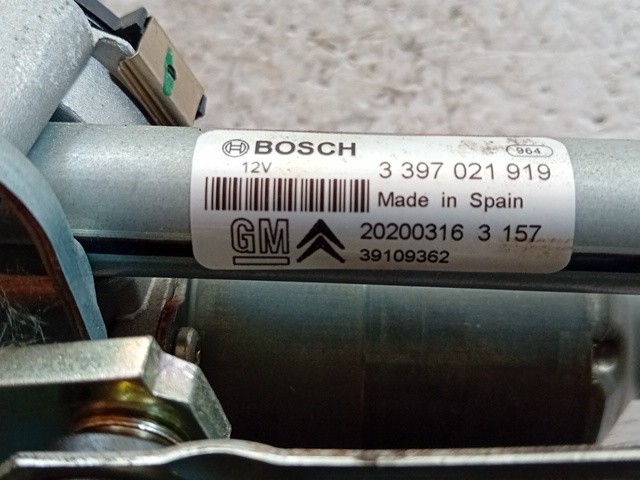 BOSCH 964
12V 3 397 021 919
Made in Spain
GM 20200316 3 157
39109362